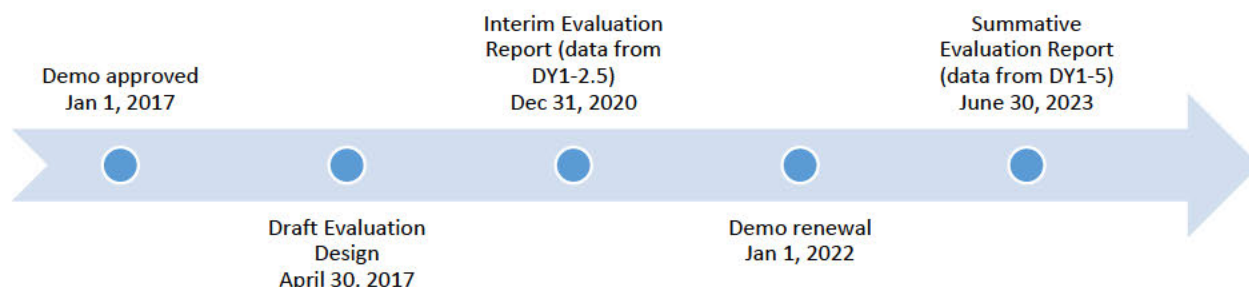 Demo approved
Jan 1, 2017
Draft Evaluation
Design
April 30, 2017
Interim Evaluation
Report (data from
DY1-2.5)
Dec 31, 2020
Demo renewal
Jan 1, 2022
Summative
Evaluation Report
(data from DY1-5)
June 30, 2023